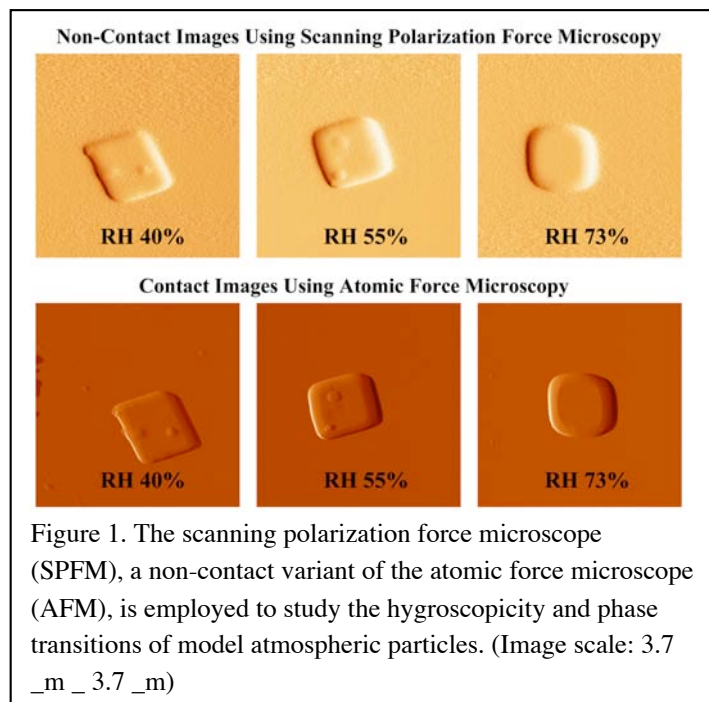 Non-Contact Images Using Scanning Polarization Force Microscopy
RH 40%
RH 55%
RH 73%
Contact Images Using Atomic Force Microscopy
RH 40%
RH 55%
RH 73%
Figure 1. The scanning polarization force microscope
(SPFM), a non-contact variant of the atomic force microscope
(AFM), is employed to study the hygroscopicity and phase
transitions of model atmospheric particles. (Image scale: 3.7
_m _ 3.7 _m)